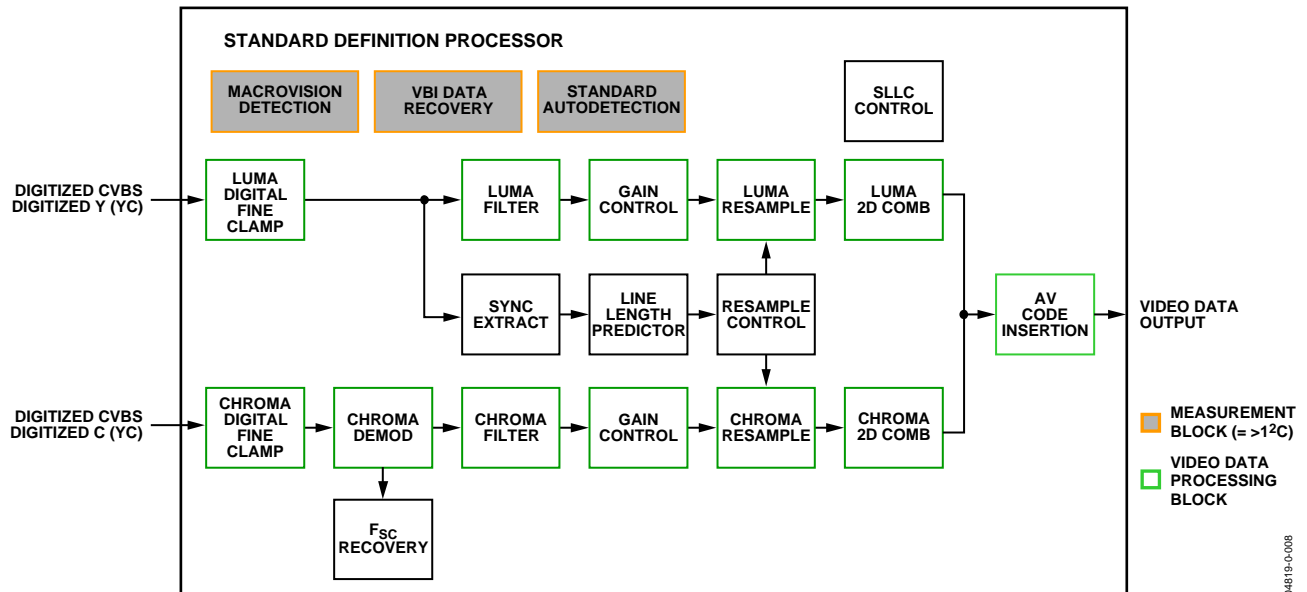 STANDARD DEFINITION PROCESSOR
MACROVISION
DETECTION
VBI DATA
RECOVERY
STANDARD
AUTODETECTION
SLLC
CONTROL
DIGITIZED CVBS
DIGITIZED Y (YC)
LUMA
DIGITAL
FINE
CLAMP
LUMA
FILTER
GAIN
CONTROL
LUMA
RESAMPLE
LUMA
2D COMB
SYNC
EXTRACT
LINE
LENGTH
PREDICTOR
RESAMPLE
CONTROL
AV
CODE
INSERTION
VIDEO DATA
OUTPUT
DIGITIZED CVBS
DIGITIZED C (YC)
CHROMA
DIGITAL
FINE
CLAMP
CHROMA
DEMOD
CHROMA
FILTER
GAIN
CONTROL
CHROMA
RESAMPLE
CHROMA
2D COMB
FSC
RECOVERY
MEASUREMENT
BLOCK (= >1²C)
VIDEO DATA
PROCESSING
BLOCK
04819-0-008